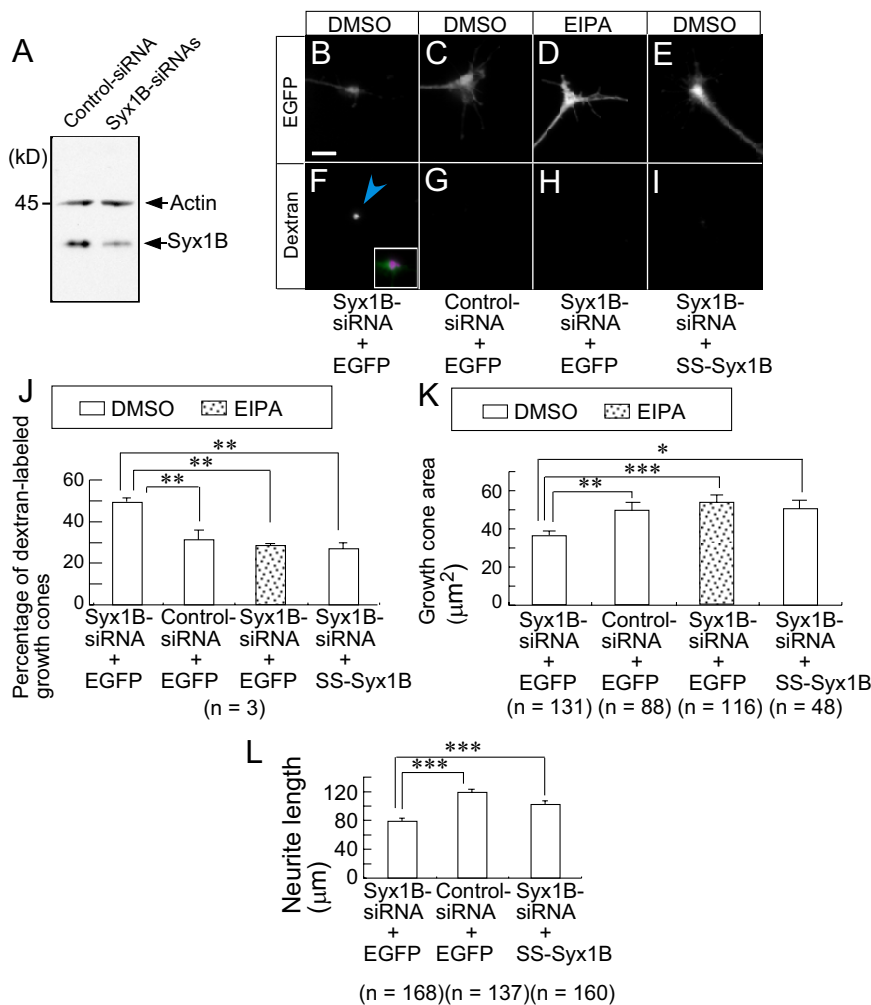 A
Control-siRNA
Syx1B-siRNAs
(kD)
45
Actin
Syx1B
DMSO DMSO EIPA DMSO
EGFP
B C D E
Dextran
F G H I
Syx1B-siRNA + EGFP
Control-siRNA + EGFP
Syx1B-siRNA + EGFP
Syx1B-siRNA + SS-Syx1B
J
DMSO EIPA
Percentage of dextran-labeled growth cones
60
40
20
0
**
**
**
Syx1B-siRNA + EGFP
Control-siRNA + EGFP
Syx1B-siRNA + EGFP
Syx1B-siRNA + SS-Syx1B
(n = 3)
K
DMSO EIPA
Growth cone area (μm2)
60
40
20
0
*
***
**
Syx1B-siRNA + EGFP
Control-siRNA + EGFP
Syx1B-siRNA + EGFP
Syx1B-siRNA + SS-Syx1B
(n = 131) (n = 88) (n = 116) (n = 48)
L
Neurite length (μm)
120
80
40
0
***
***
Syx1B-siRNA + EGFP
Control-siRNA + EGFP
Syx1B-siRNA + SS-Syx1B
(n = 168)(n = 137)(n = 160)